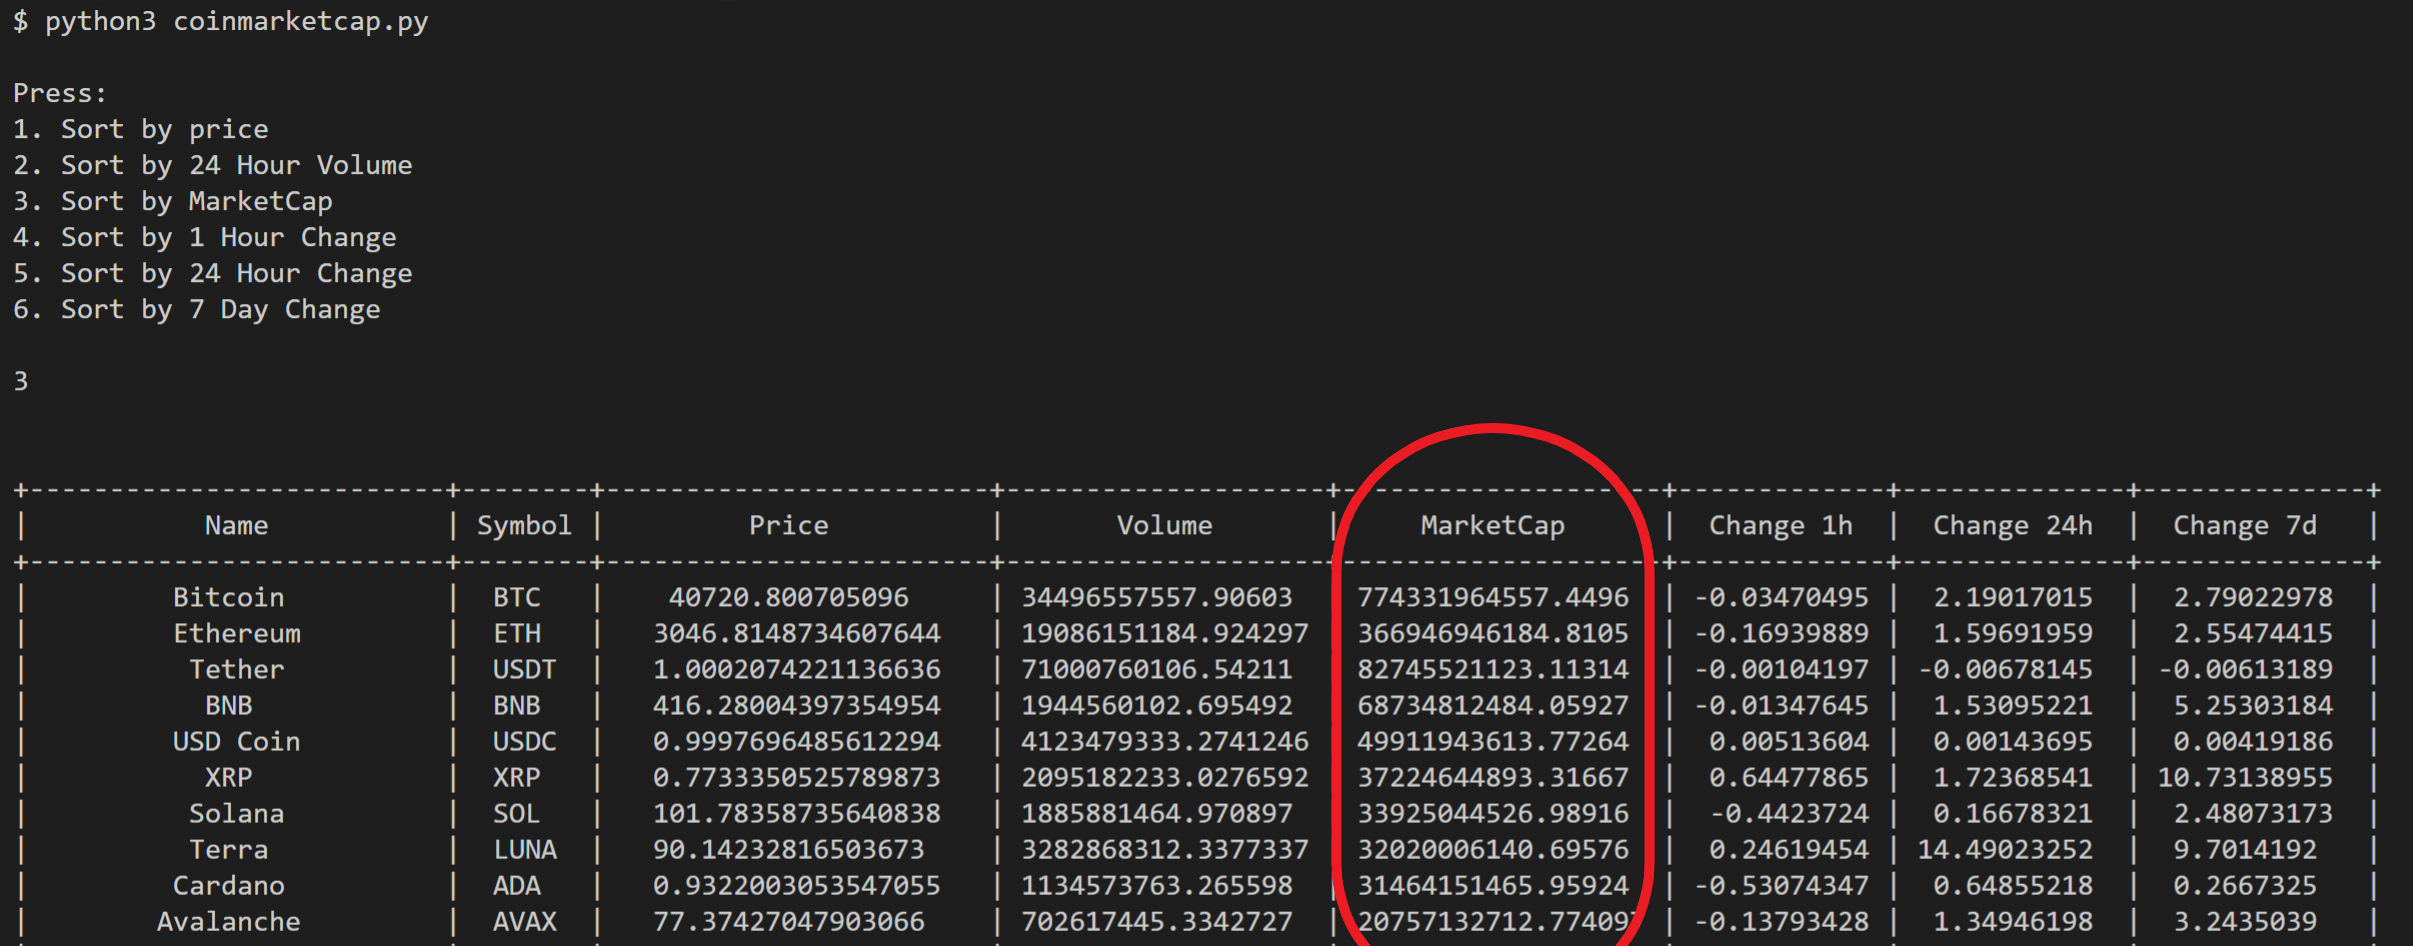 $ python3 coinmarketcap.py
Press:
1. Sort by price
2. Sort by 24 Hour Volume
3. Sort by MarketCap
4. Sort by 1 Hour Change
5. Sort by 24 Hour Change
6. Sort by 7 Day Change
3
+--------------------------+--------+------------------------+--------------------+--------------------+-------------+--------------+--------------+
| Name | Symbol | Price | Volume | MarketCap | Change 1h | Change 24h | Change 7d |
+--------------------------+--------+------------------------+--------------------+--------------------+-------------+--------------+--------------+
| Bitcoin | BTC | 40720.800705096 | 34496557557.90603 | 774331964557.4496 | -0.03470495 | 2.19017015 | 2.79022978 |
| Ethereum | ETH | 3046.8148734607644 | 19086151184.924297 | 366946946184.8105 | -0.16939889 | 1.59691959 | 2.55474415 |
| Tether | USDT | 1.0002074221136636 | 71000760106.54211 | 82745521123.11314 | -0.00104197 | -0.00678145 | -0.00613189 |
| BNB | BNB | 416.28004397354954 | 1944560102.695492 | 68734812484.05927 | -0.01347645 | 1.53095221 | 5.25303184 |
| USD Coin | USDC | 0.9997696485612294 | 4123479333.2741246 | 49911943613.77264 | 0.00513604 | 0.00143695 | 0.00419186 |
| XRP | XRP | 0.7733350525789873 | 2095182233.0276592 | 37224644893.31667 | 0.64477865 | 1.72368541 | 10.73138955 |
| Solana | SOL | 101.78358735640838 | 1885881464.970897 | 33925044526.98916 | -0.4423724 | 0.16678321 | 2.48073173 |
| Terra | LUNA | 90.14232816503673 | 3282868312.3377337 | 32020006140.69576 | 0.24619454 | 14.49023252 | 9.7014192 |
| Cardano | ADA | 0.9322003053547055 | 1134573763.265598 | 31464151465.95924 | -0.53074347 | 0.64855218 | 0.2667325 |
| Avalanche | AVAX | 77.37427047903066 | 702617445.3342727 | 20757132712.774097 | -0.13793428 | 1.34946198 | 3.2435039 |